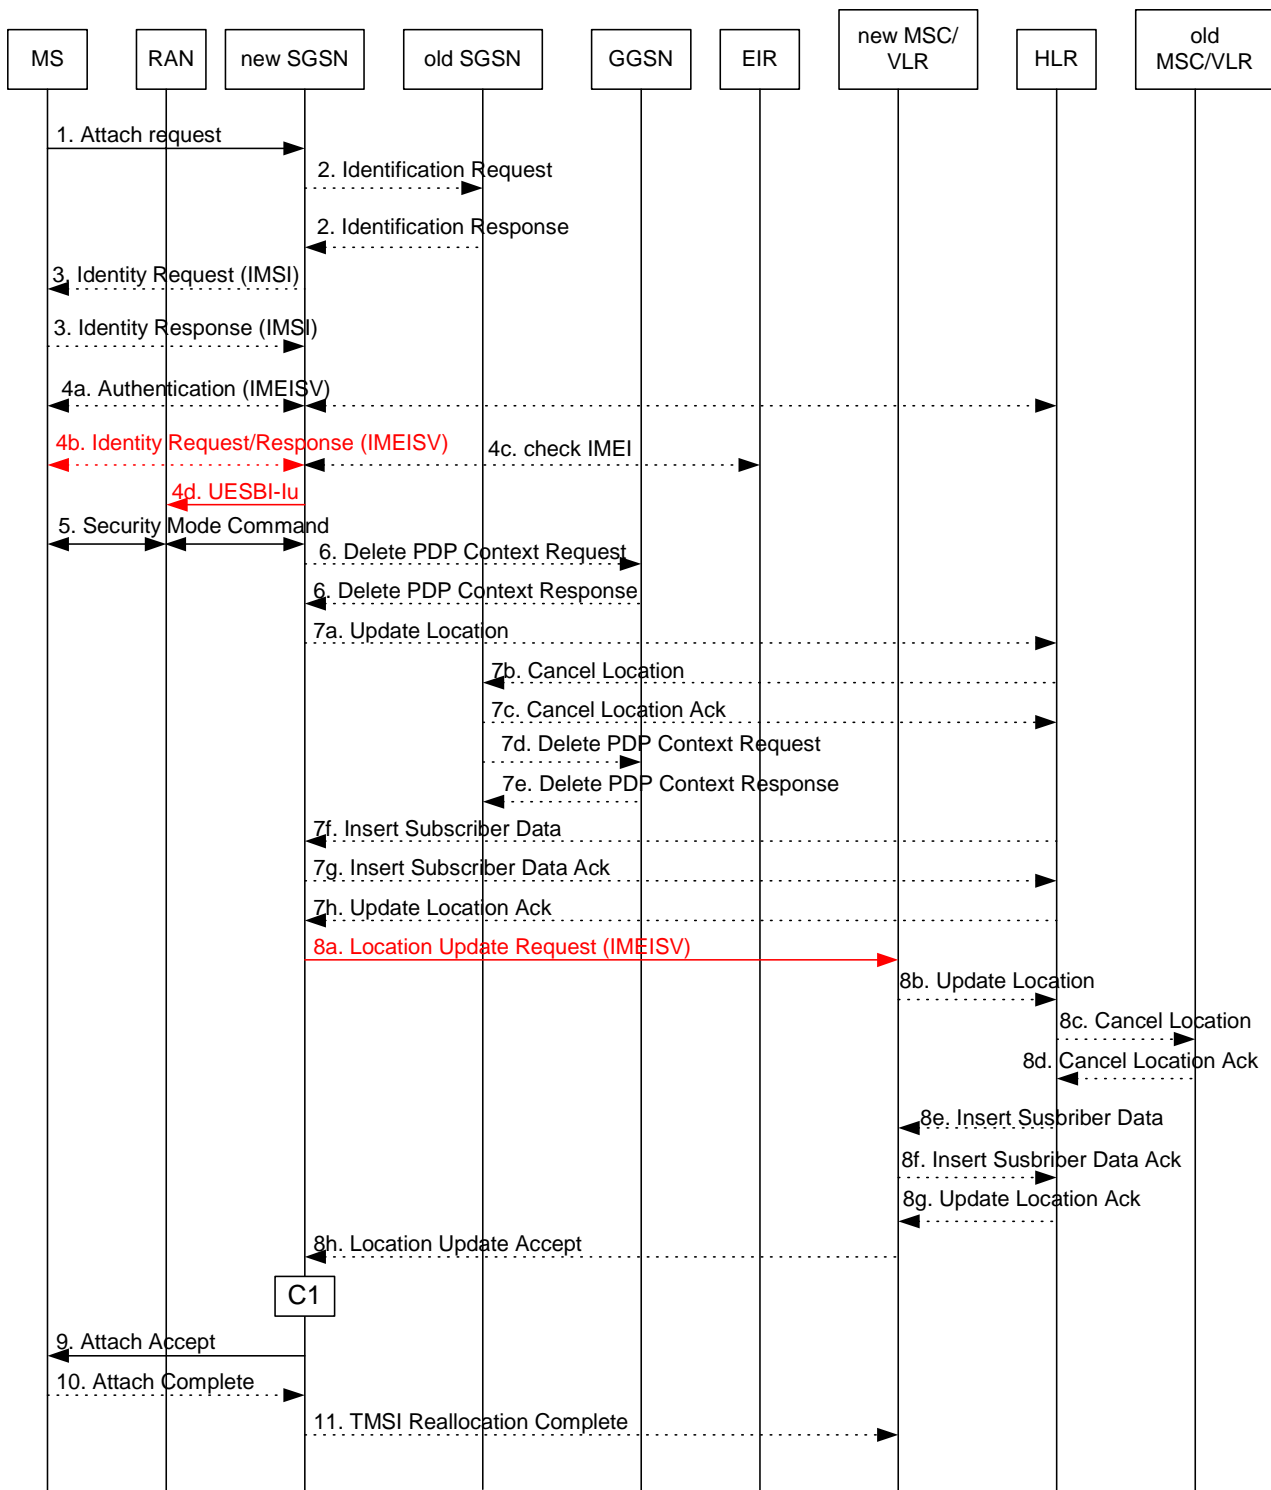 MS
RAN
new SGSN
old SGSN
GGSN
EIR
new MSC/
VLR
HLR
old
MSC/VLR
1. Attach request
2. Identification Request
2. Identification Response
3. Identity Request (IMSI)
3. Identity Response (IMSI)
4a. Authentication (IMEISV)
4b. Identity Request/Response (IMEISV)
4c. check IMEI
4d. UESBI-Iu
5. Security Mode Command
6. Delete PDP Context Request
6. Delete PDP Context Response
7a. Update Location
7b. Cancel Location
7c. Cancel Location Ack
7d. Delete PDP Context Request
7e. Delete PDP Context Response
7f. Insert Subscriber Data
7g. Insert Subscriber Data Ack
7h. Update Location Ack
8a. Location Update Request (IMEISV)
8b. Update Location
8c. Cancel Location
8d. Cancel Location Ack
8e. Insert Susbriber Data
8f. Insert Susbriber Data Ack
8g. Update Location Ack
8h. Location Update Accept
C1
9. Attach Accept
10. Attach Complete
11. TMSI Reallocation Complete